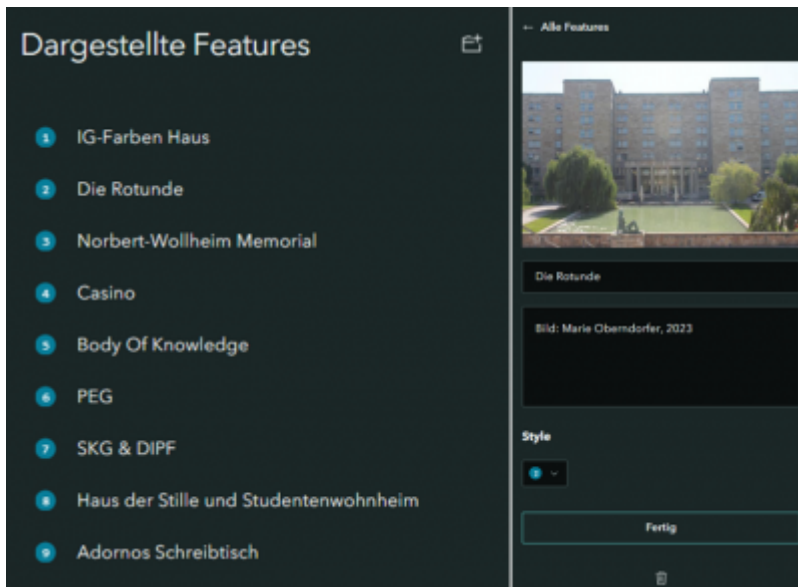 Dargestellte Features
1 IG-Farben Haus
2 Die Rotunde
3 Norbert-Wollheim Memorial
4 Casino
5 Body Of Knowledge
6 PEG
7 SKG & DIPF
8 Haus der Stille und Studentenwohnheim
9 Adornos Schreibtisch
← Alle Features
Die Rotunde
Bild: Marie Oberndorfer, 2023
Style
2
Fertig